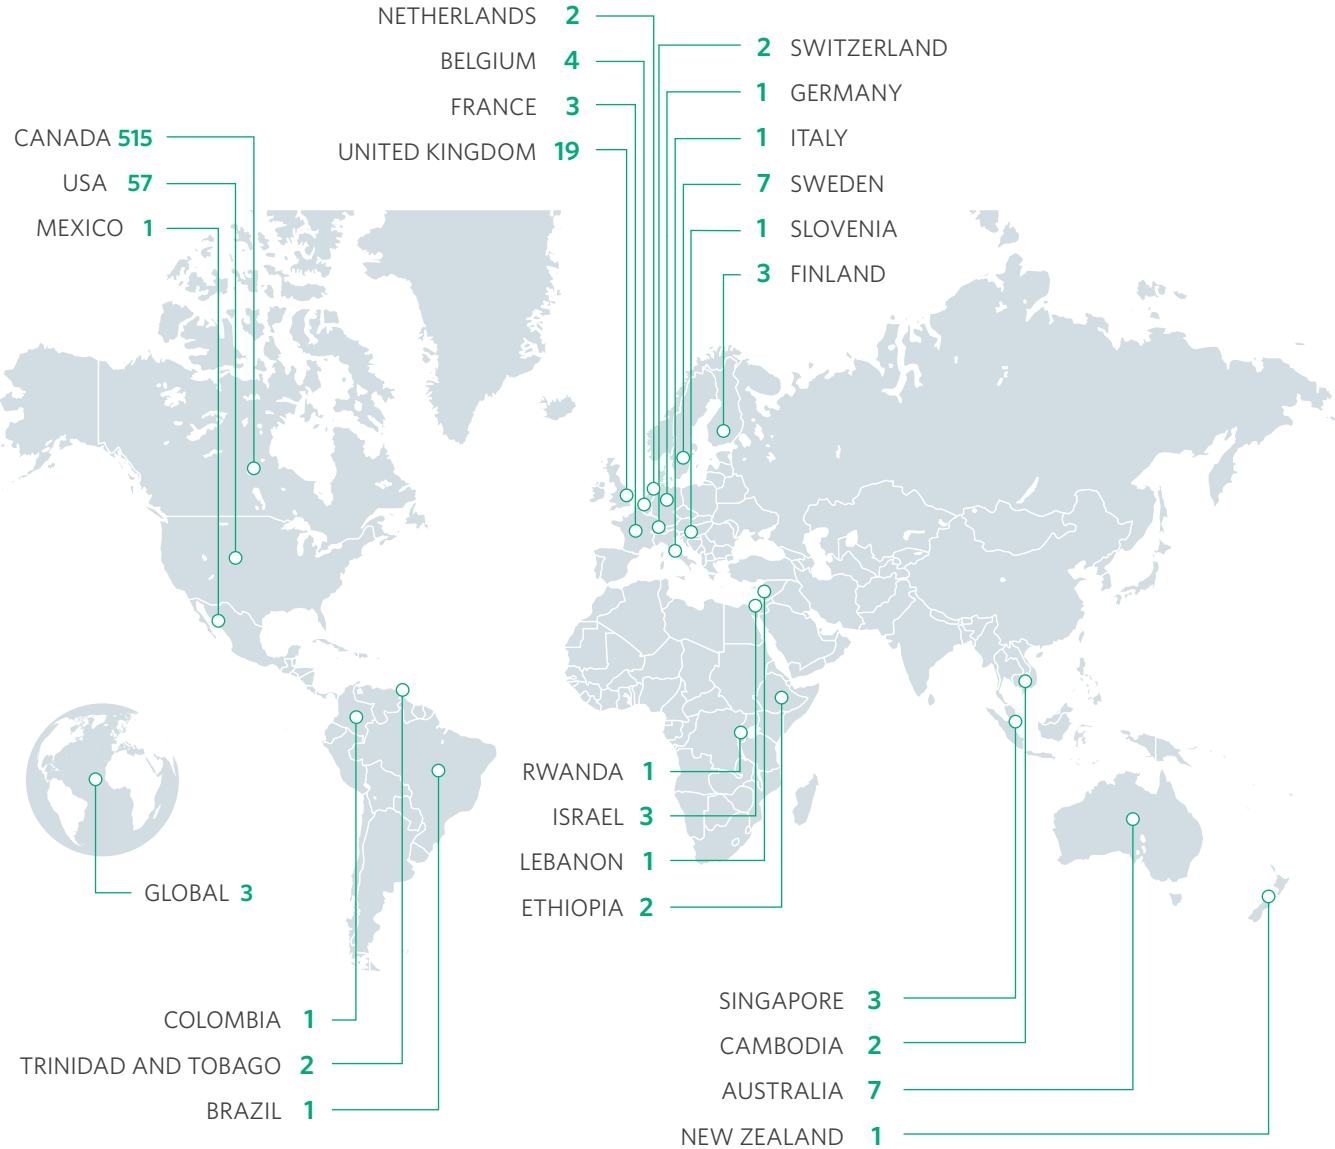 NETHERLANDS 2
BELGIUM 4
FRANCE 3
UNITED KINGDOM 19
2 SWITZERLAND
1 GERMANY
1 ITALY
7 SWEDEN
1 SLOVENIA
3 FINLAND
CANADA 515
USA 57
MEXICO 1
RWANDA 1
ISRAEL 3
LEBANON 1
ETHIOPIA 2
GLOBAL 3
COLOMBIA 1
TRINIDAD AND TOBAGO 2
BRAZIL 1
SINGAPORE 3
CAMBODIA 2
AUSTRALIA 7
NEW ZEALAND 1